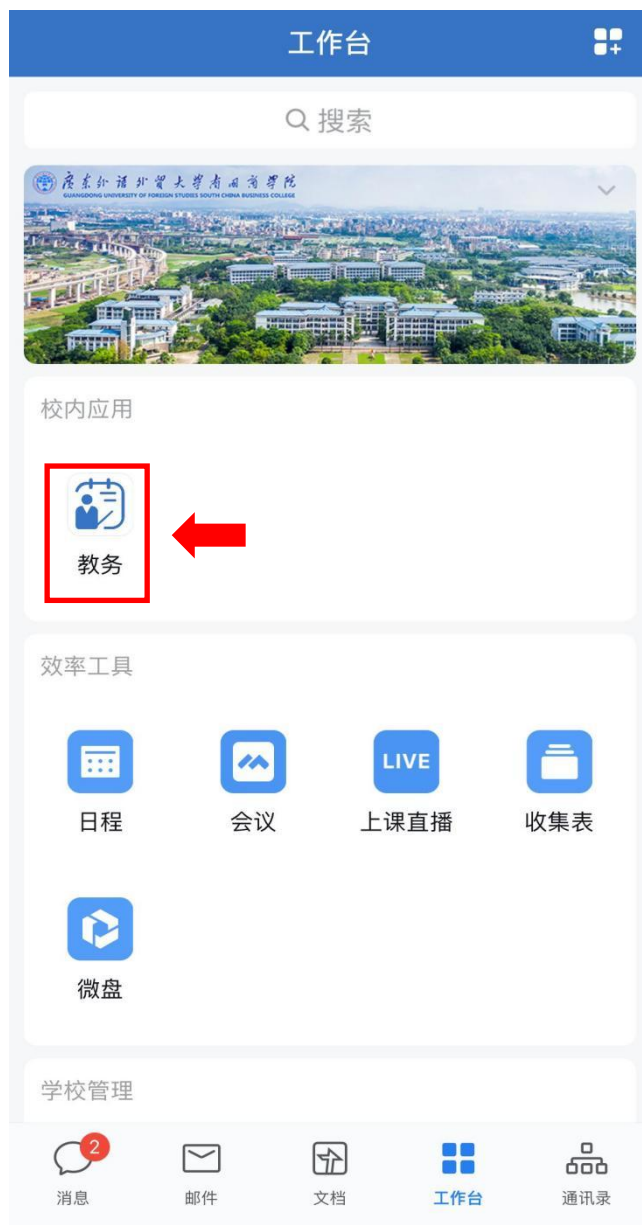 工作台
搜索
广东外语外贸大学南国商学院
GUANGDONG UNIVERSITY OF FOREIGN STUDIES SOUTH CHINA BUSINESS COLLEGE
校内应用
教务
效率工具
日程 会议 LIVE 上课直播 收集表
微盘
学校管理
2
消息 邮件 文档 工作台 通讯录